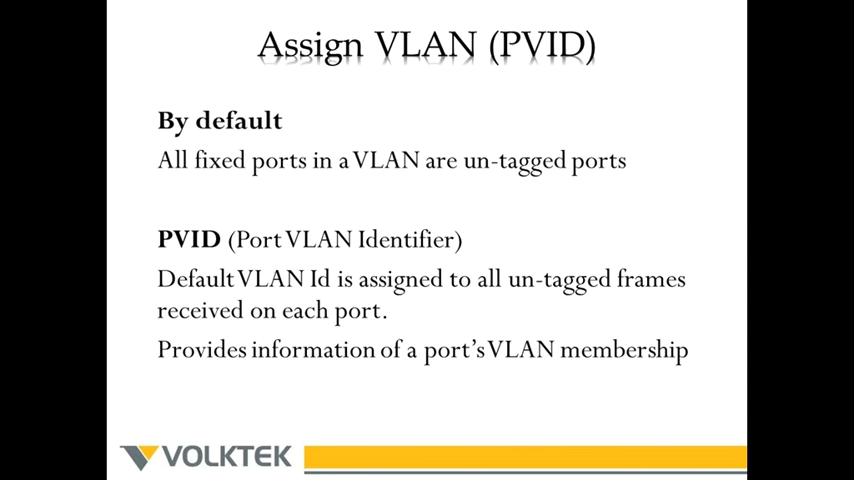 Assign VLAN (PVID)
By default
All fixed ports in a VLAN are un-tagged ports
PVID (Port VLAN Identifier)
Default VLAN Id is assigned to all un-tagged frames
received on each port.
Provides information of a port’s VLAN membership
VOLKTEK